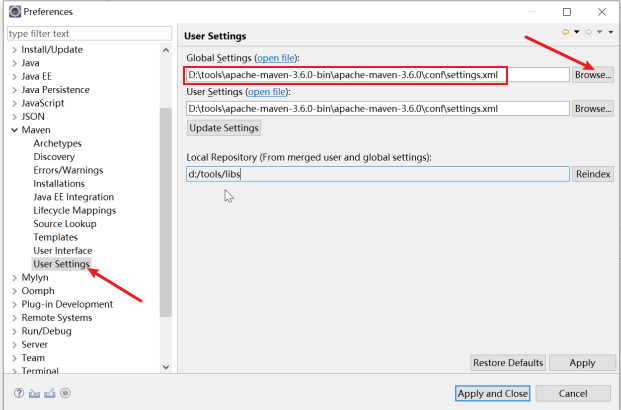 Preferences
type filter text
Install/Update
Java
Java EE
Java Persistence
JavaScript
JSON
Maven
Archetypes
Discovery
Errors/Warnings
Installations
Java EE Integration
Lifecycle Mappings
Source Lookup
Templates
User Interface
User Settings
Mylyn
Oomph
Plug-in Development
Remote Systems
Run/Debug
Server
Team
Terminal
User Settings
Global Settings (open file):
D:\tools\apache-maven-3.6.0-bin\apache-maven-3.6.0\conf\settings.xml Browse...
User Settings (open file):
D:\tools\apache-maven-3.6.0-bin\apache-maven-3.6.0\conf\settings.xml Browse...
Update Settings
Local Repository (From merged user and global settings):
d:/tools/libs Reindex
Restore Defaults Apply
Apply and Close Cancel